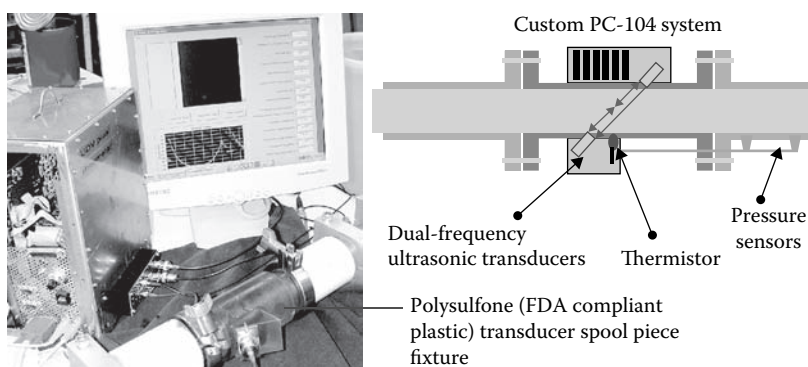 Custom PC-104 system
Dual-frequency
ultrasonic transducers
Thermistor
Pressure
sensors
Polysulfone (FDA compliant
plastic) transducer spool piece
fixture